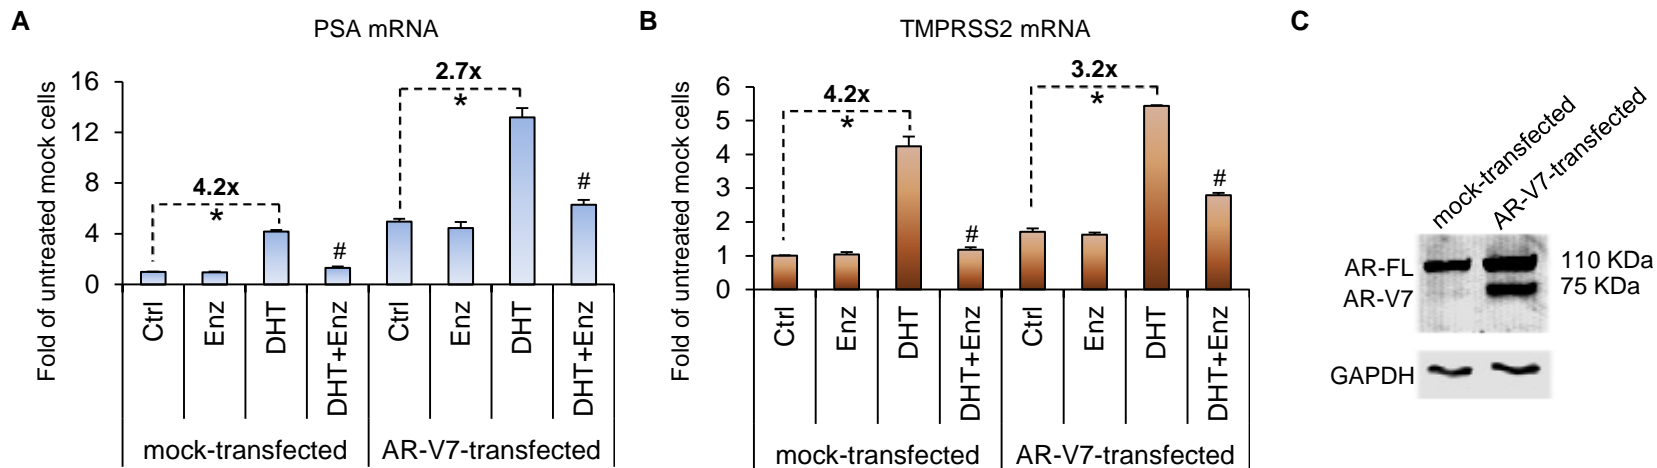 A
PSA mRNA
Fold of untreated mock cells
16
12
8
4
0
4.2x
*
#
2.7x
*
#
Ctrl
Enz
DHT
DHT+Enz
Ctrl
Enz
DHT
DHT+Enz
mock-transfected
AR-V7-transfected
B
TMPRSS2 mRNA
Fold of untreated mock cells
6
5
4
3
2
1
0
4.2x
*
#
3.2x
*
#
Ctrl
Enz
DHT
DHT+Enz
Ctrl
Enz
DHT
DHT+Enz
mock-transfected
AR-V7-transfected
C
mock-transfected
AR-V7-transfected
AR-FL
110 KDa
AR-V7
75 KDa
GAPDH